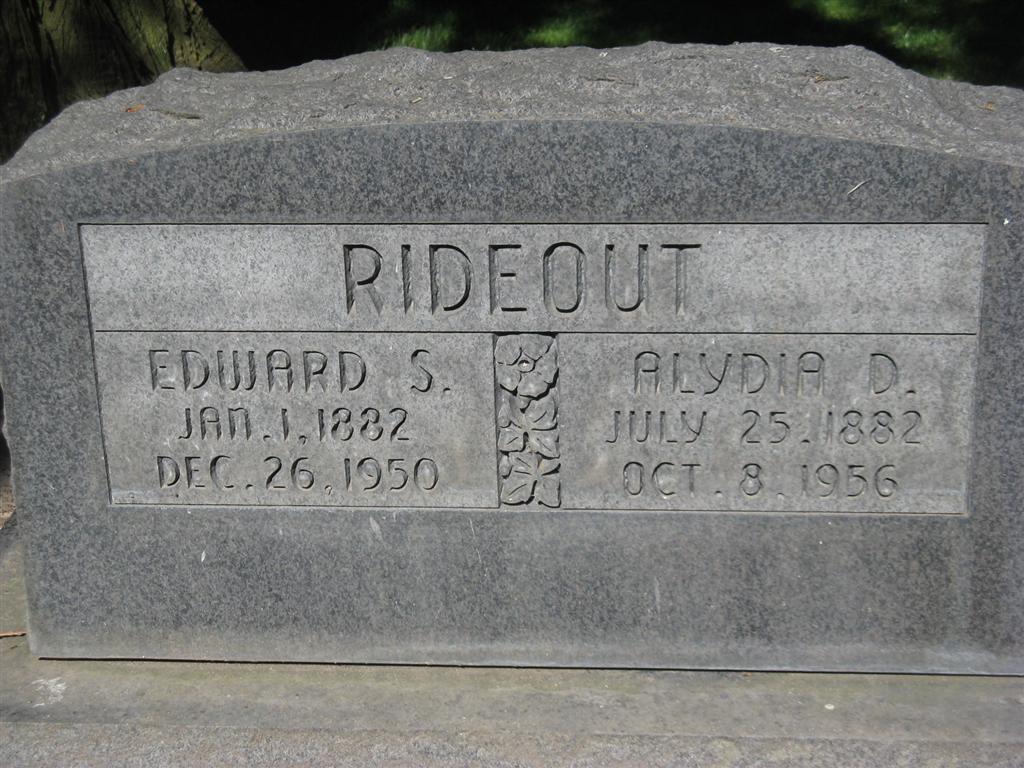 RIDEOUT
EDWARD S.
JAN. 1, 1882
DEC. 26, 1950
ALYDIA D.
JULY 25, 1882
OCT. 8, 1956